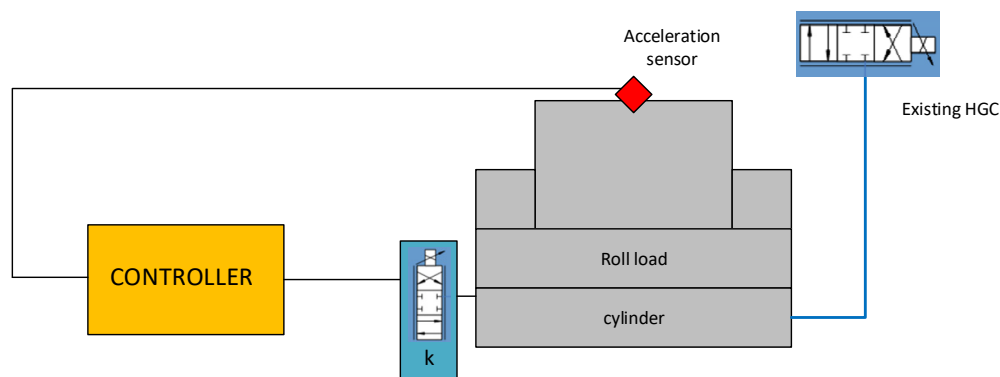 Acceleration
sensor
Existing HGC
Roll load
CONTROLLER
cylinder
k